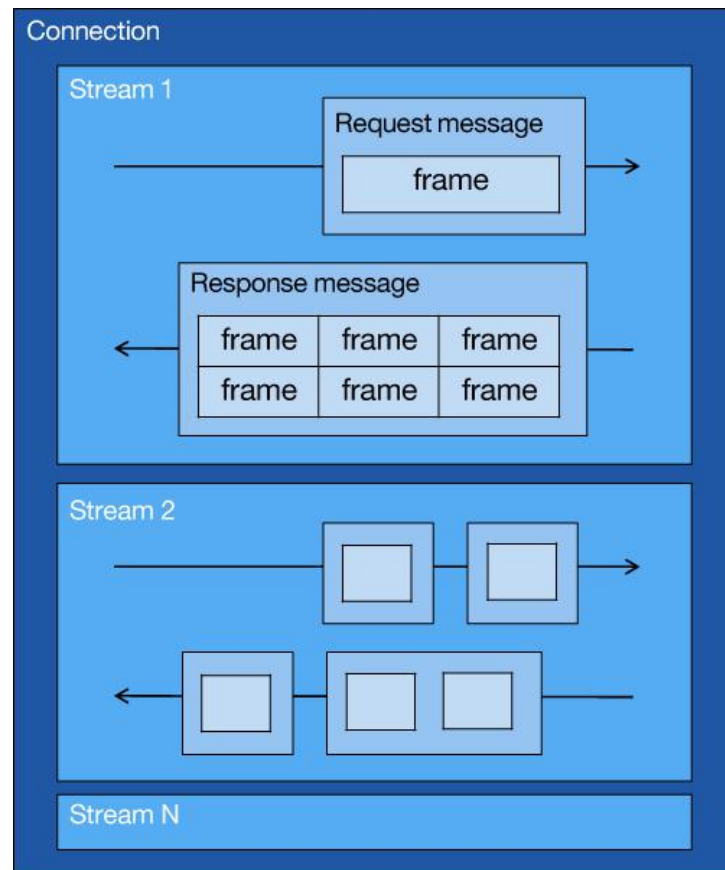 Connection
Stream 1
Request message
frame
Response message
frame frame frame
frame frame frame
Stream 2
Stream N